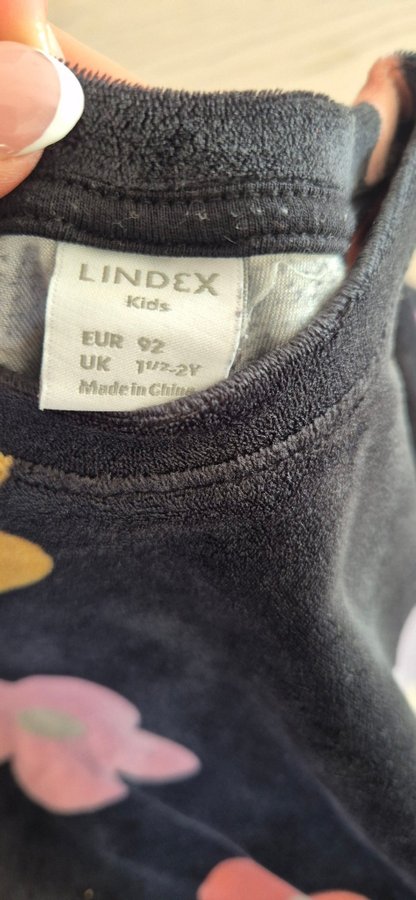 LINDEX
Kids
EUR 92
UK 1½-2Y
Made in China